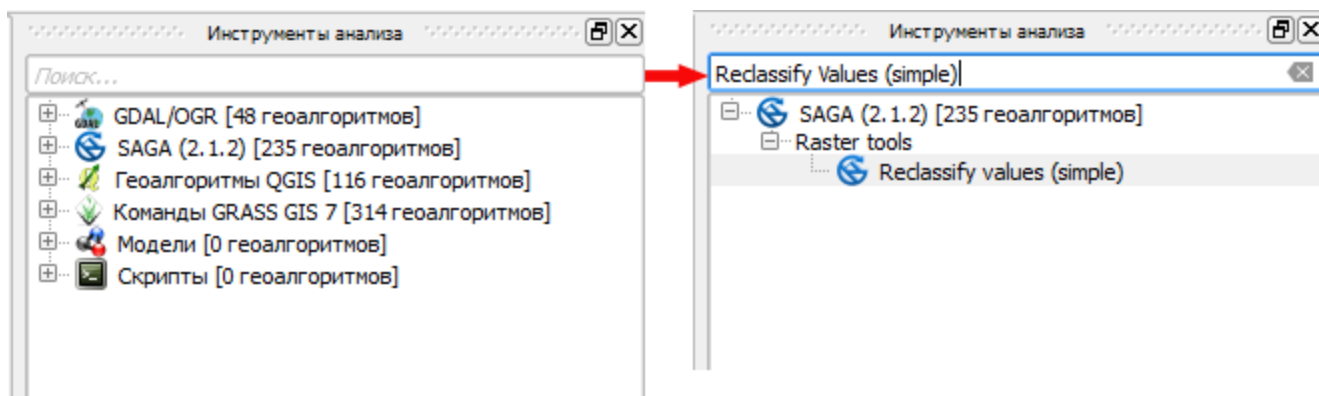 Инструменты анализа
Поиск...
GDAL/OGR [48 геоалгоритмов]
SAGA (2.1.2) [235 геоалгоритмов]
Геоалгоритмы QGIS [116 геоалгоритмов]
Команды GRASS GIS 7 [314 геоалгоритмов]
Модели [0 геоалгоритмов]
Скрипты [0 геоалгоритмов]
Инструменты анализа
Reclassify Values (simple)
SAGA (2.1.2) [235 геоалгоритмов]
Raster tools
Reclassify values (simple)